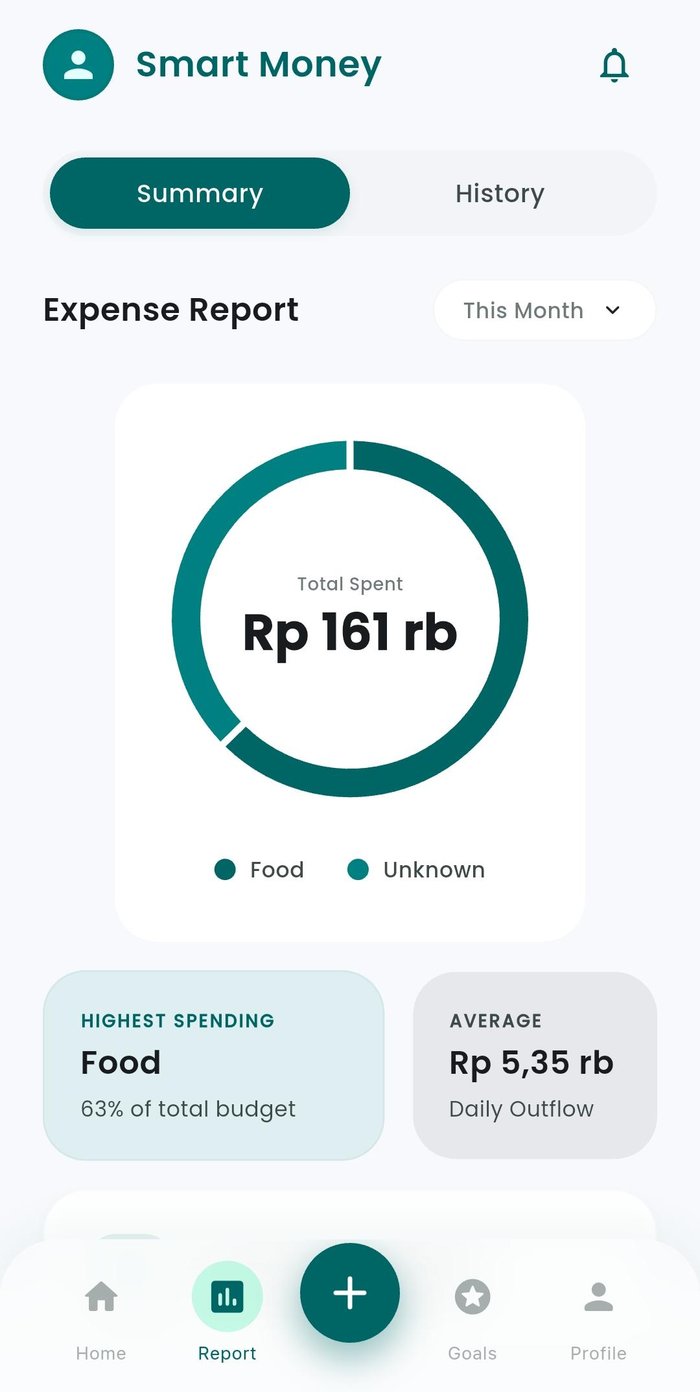 Smart Money
Summary
History
Expense Report
This Month
Total Spent
Rp 161 rb
Food
Unknown
HIGHEST SPENDING
Food
63% of total budget
AVERAGE
Rp 5,35 rb
Daily Outflow
Home
Report
Goals
Profile